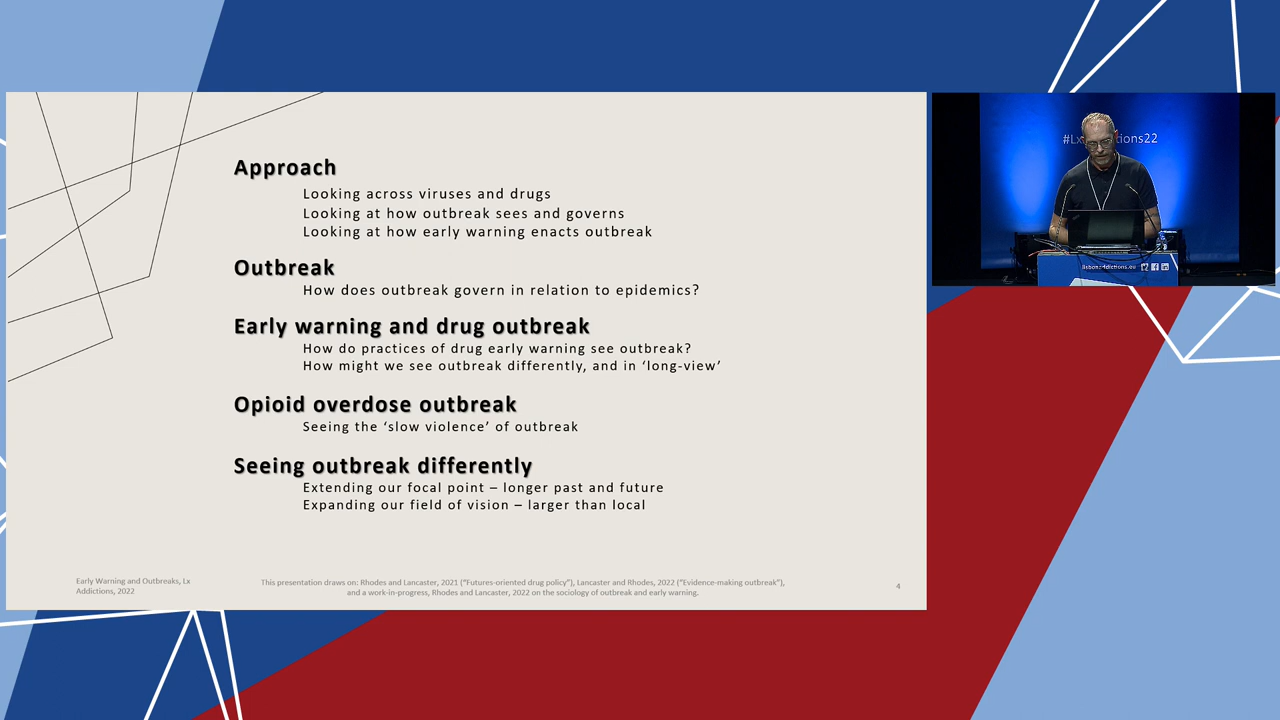 Approach
Looking across viruses and drugs
Looking at how outbreak sees and governs
Looking at how early warning enacts outbreak
Outbreak
How does outbreak govern in relation to epidemics?
Early warning and drug outbreak
How do practices of drug early warning see outbreak?
How might we see outbreak differently, and in ‘long-view’
Opioid overdose outbreak
Seeing the ‘slow violence’ of outbreak
Seeing outbreak differently
Extending our focal point – longer past and future
Expanding our field of vision – larger than local
Early Warning and Outbreaks, Lx
Addictions, 2022
This presentation draws on: Rhodes and Lancaster, 2021 (“Futures-oriented drug policy”), Lancaster and Rhodes, 2022 (“Evidence-making outbreak”),
and a work-in-progress, Rhodes and Lancaster, 2022 on the sociology of outbreak and early warning.
4
#Lx tions22
lisbonaddictions.eu